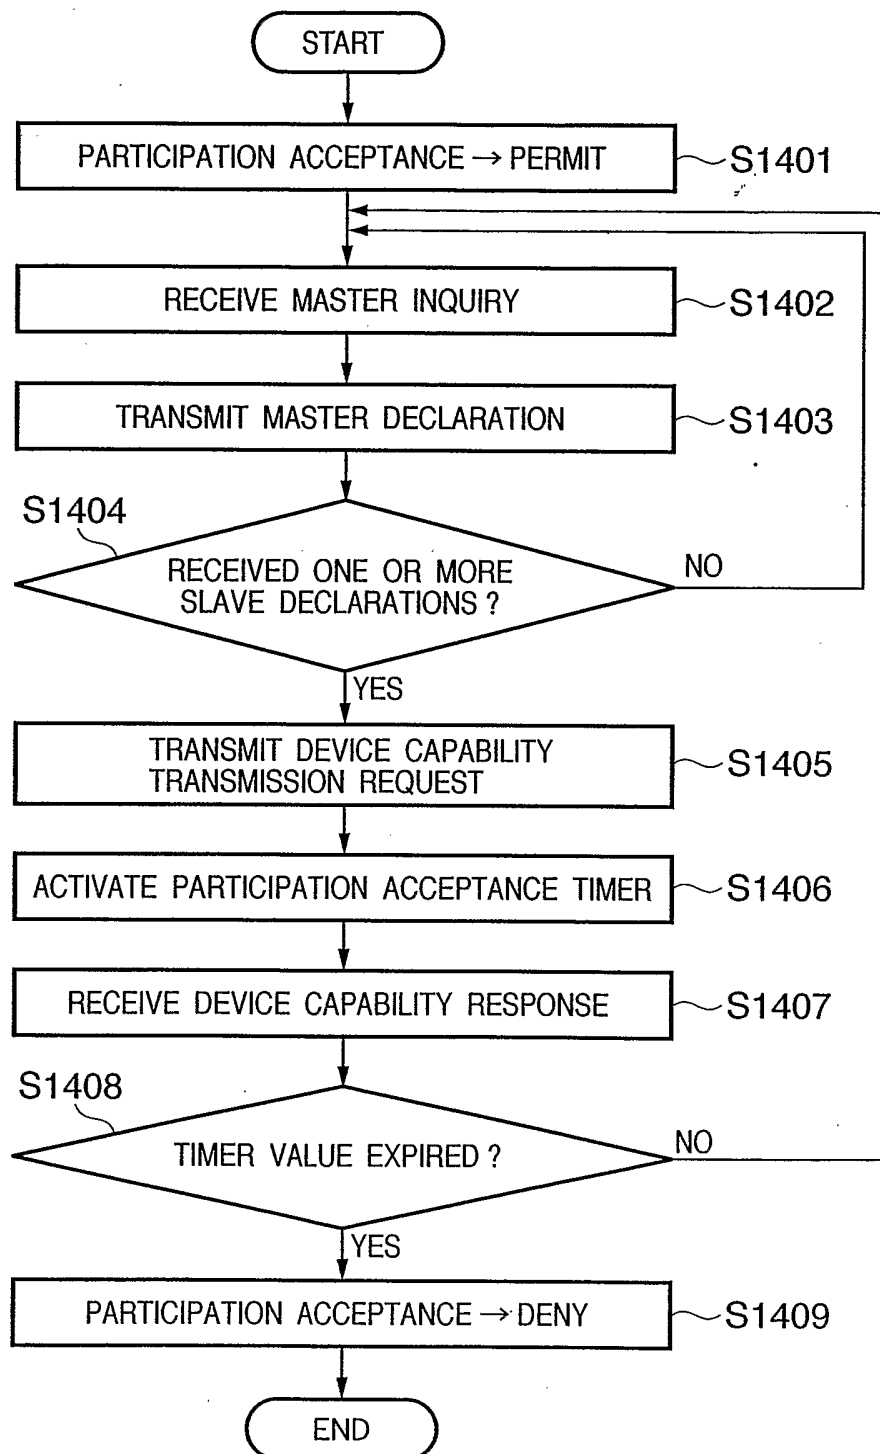 START
PARTICIPATION ACCEPTANCE → PERMIT
S1401
RECEIVE MASTER INQUIRY
S1402
TRANSMIT MASTER DECLARATION
S1403
S1404
RECEIVED ONE OR MORE
SLAVE DECLARATIONS ?
NO
YES
TRANSMIT DEVICE CAPABILITY
TRANSMISSION REQUEST
S1405
ACTIVATE PARTICIPATION ACCEPTANCE TIMER
S1406
RECEIVE DEVICE CAPABILITY RESPONSE
S1407
S1408
TIMER VALUE EXPIRED ?
NO
YES
PARTICIPATION ACCEPTANCE → DENY
S1409
END